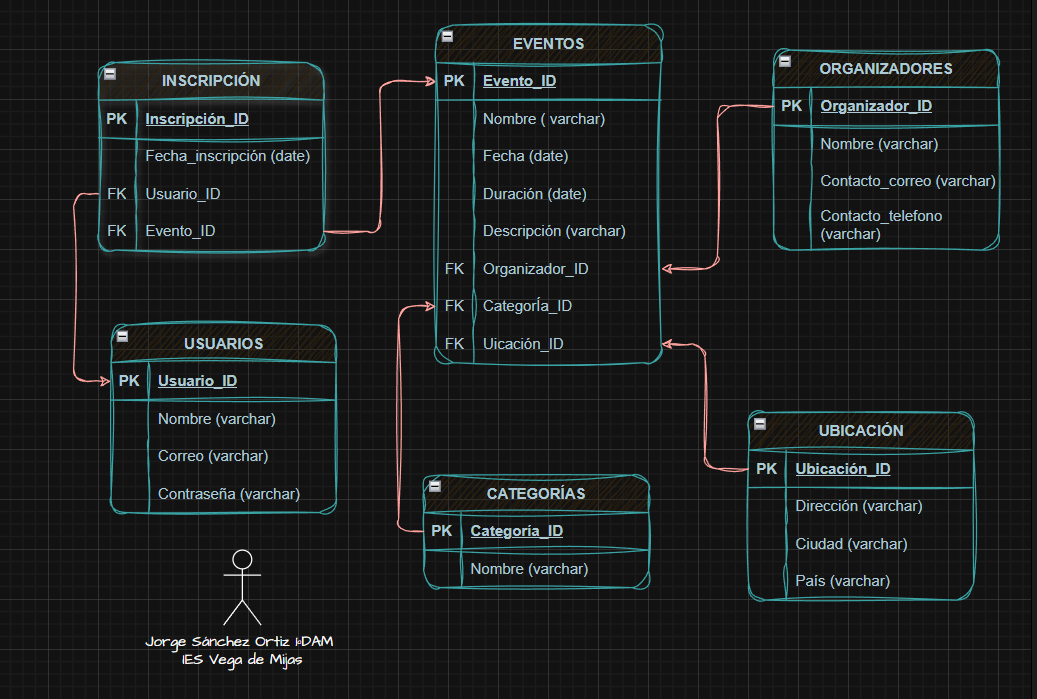 INSCRIPCIÓN
PK Inscripción_ID
Fecha_inscripción (date)
FK Usuario_ID
FK Evento_ID
EVENTOS
PK Evento_ID
Nombre ( varchar)
Fecha (date)
Duración (date)
Descripción (varchar)
FK Organizador_ID
FK CategorÍa_ID
FK Uicación_ID
ORGANIZADORES
PK Organizador_ID
Nombre (varchar)
Contacto_correo (varchar)
Contacto_telefono
(varchar)
USUARIOS
PK Usuario_ID
Nombre (varchar)
Correo (varchar)
Contraseña (varchar)
CATEGORÍAS
PK Categoría_ID
Nombre (varchar)
UBICACIÓN
PK Ubicación_ID
Dirección (varchar)
Ciudad (varchar)
País (varchar)
Jorge Sánchez Ortiz 1ºDAM
IES Vega de Mijas